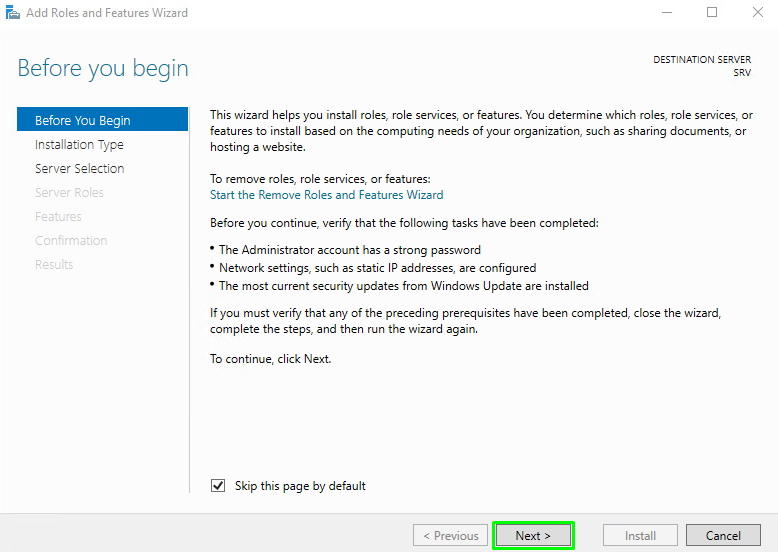 Add Roles and Features Wizard
Before you begin
DESTINATION SERVER
SRV
Before You Begin
Installation Type
Server Selection
Server Roles
Features
Confirmation
Results
This wizard helps you install roles, role services, or features. You determine which roles, role services, or
features to install based on the computing needs of your organization, such as sharing documents, or
hosting a website.
To remove roles, role services, or features:
Start the Remove Roles and Features Wizard
Before you continue, verify that the following tasks have been completed:
• The Administrator account has a strong password
• Network settings, such as static IP addresses, are configured
• The most current security updates from Windows Update are installed
If you must verify that any of the preceding prerequisites have been completed, close the wizard,
complete the steps, and then run the wizard again.
To continue, click Next.
Skip this page by default
< Previous
Next >
Install
Cancel